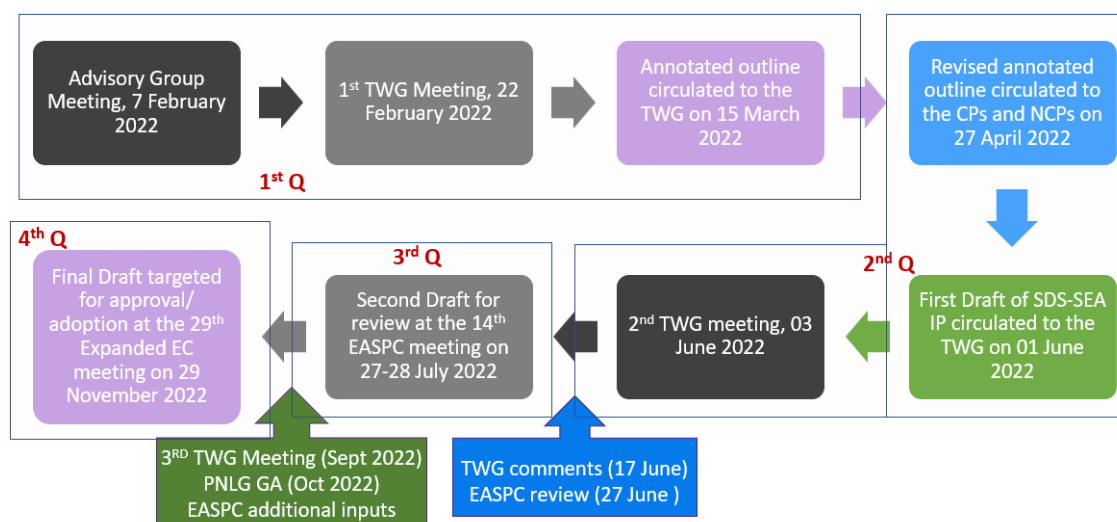 Advisory Group
Meeting, 7 February
2022
1st TWG Meeting, 22
February 2022
Annotated outline
circulated to the
TWG on 15 March
2022
Revised annotated
outline circulated to
the CPs and NCPs on
27 April 2022
1st Q
2nd Q
First Draft of SDS-SEA
IP circulated to the
TWG on 01 June
2022
2nd TWG meeting, 03
June 2022
3rd Q
Second Draft for
review at the 14th
EASPC meeting on
27-28 July 2022
4th Q
Final Draft targeted
for approval/
adoption at the 29th
Expanded EC
meeting on 29
November 2022
3RD TWG Meeting (Sept 2022)
PNLG GA (Oct 2022)
EASPC additional inputs
TWG comments (17 June)
EASPC review (27 June )